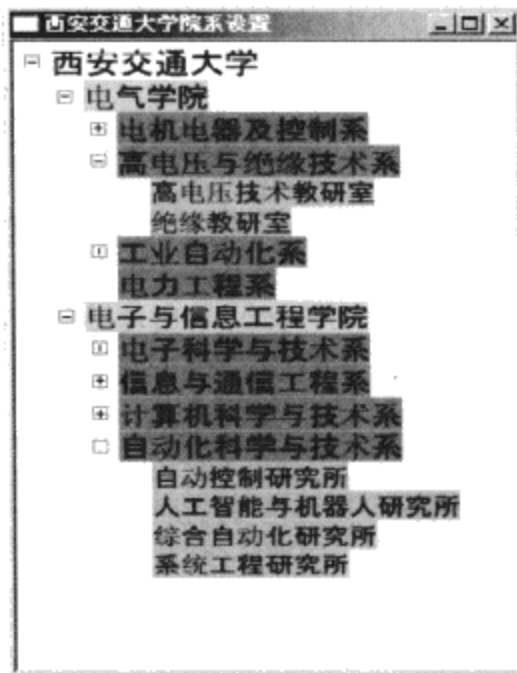 西安交通大学院系设置
西安交通大学
电气学院
电机电器及控制系
高电压与绝缘技术系
高电压技术教研室
绝缘教研室
工业自动化系
电力工程系
电子与信息工程学院
电子科学与技术系
信息与通信工程系
计算机科学与技术系
自动化科学与技术系
自动控制研究所
人工智能与机器人研究所
综合自动化研究所
系统工程研究所